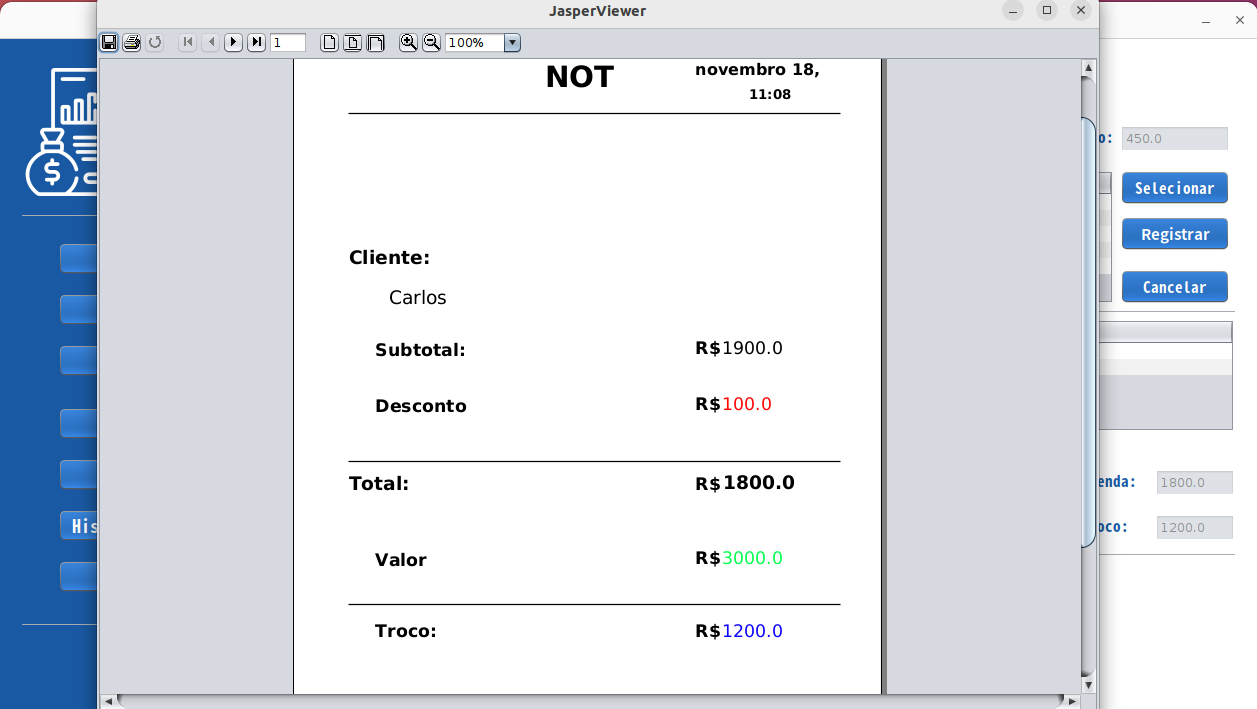 JasperViewer
1
100%
NOT
novembro 18,
11:08
Cliente:
Carlos
Subtotal: R$1900.0
Desconto R$100.0
Total: R$1800.0
Valor R$3000.0
Troco: R$1200.0
His
o: 450.0
Selecionar
Registrar
Cancelar
enda: 1800.0
oco: 1200.0